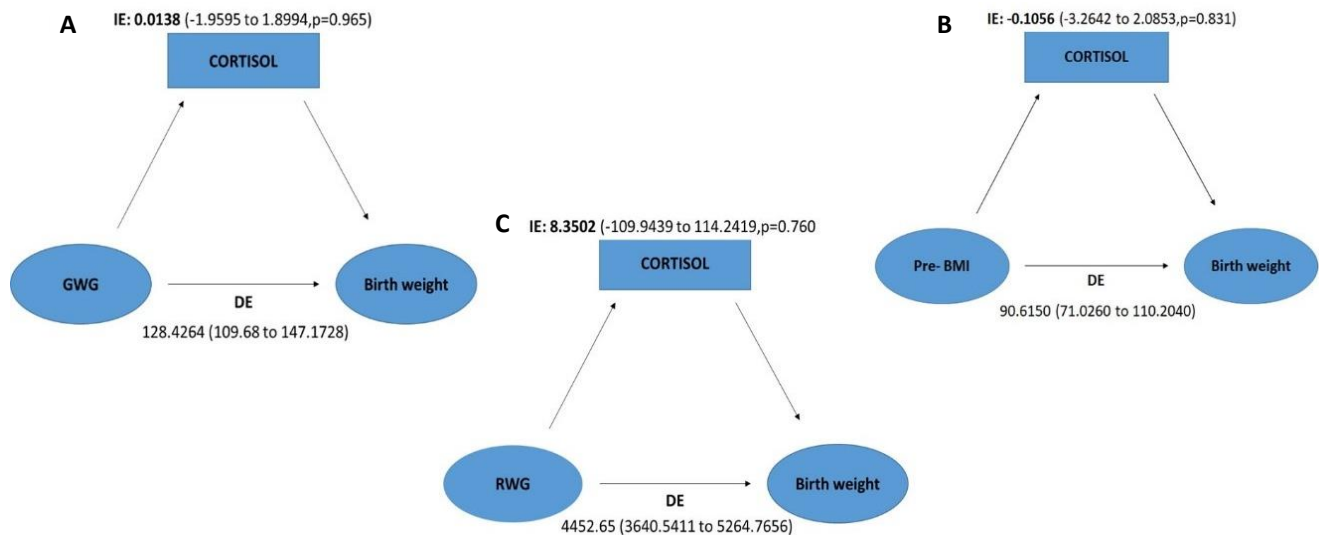 A
IE: 0.0138 (-1.9595 to 1.8994,p=0.965)
CORTISOL
GWG
Birth weight
DE
128.4264 (109.68 to 147.1728)
B
IE: -0.1056 (-3.2642 to 2.0853,p=0.831)
CORTISOL
Pre- BMI
Birth weight
DE
90.6150 (71.0260 to 110.2040)
C
IE: 8.3502 (-109.9439 to 114.2419,p=0.760
CORTISOL
RWG
Birth weight
DE
4452.65 (3640.5411 to 5264.7656)